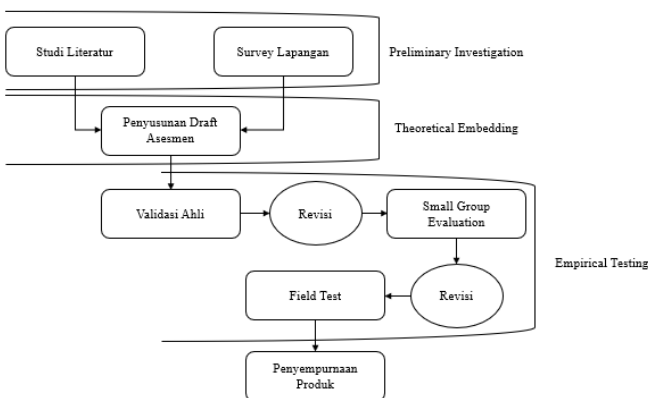 Studi Literatur
Survey Lapangan
Preliminary Investigation
Penyusunan Draft
Asesmen
Theoretical Embedding
Validasi Ahli
Revisi
Small Group
Evaluation
Empirical Testing
Field Test
Revisi
Penyempurnaan
Produk